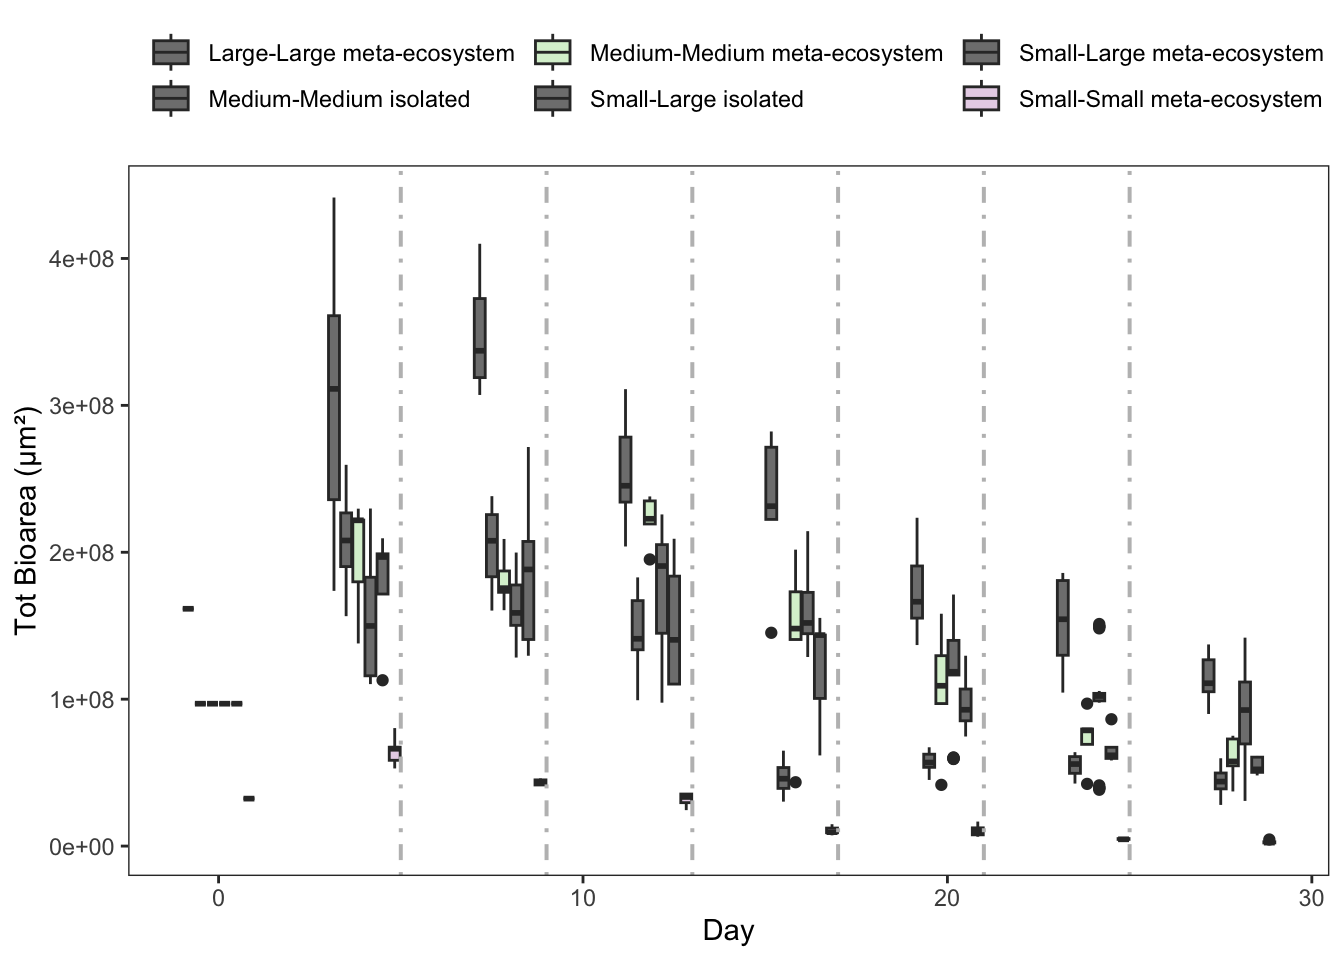 Large-Large meta-ecosystem Medium-Medium meta-ecosystem Small-Large meta-ecosystem
Medium-Medium isolated Small-Large isolated Small-Small meta-ecosystem
4e+08
3e+08
2e+08
1e+08
0e+00
Tot Bioarea (μm²)
0 10 20 30
Day